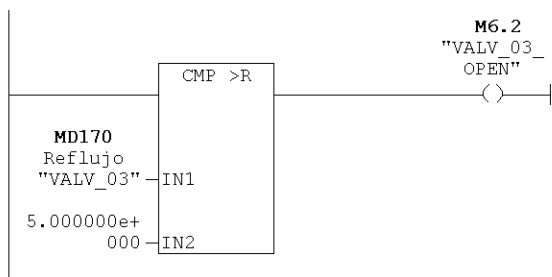 M6.2
"VALV_03_
OPEN"
CMP >R
MD170
Reflujo
"VALV_03"
IN1
5.000000e+
000
IN2